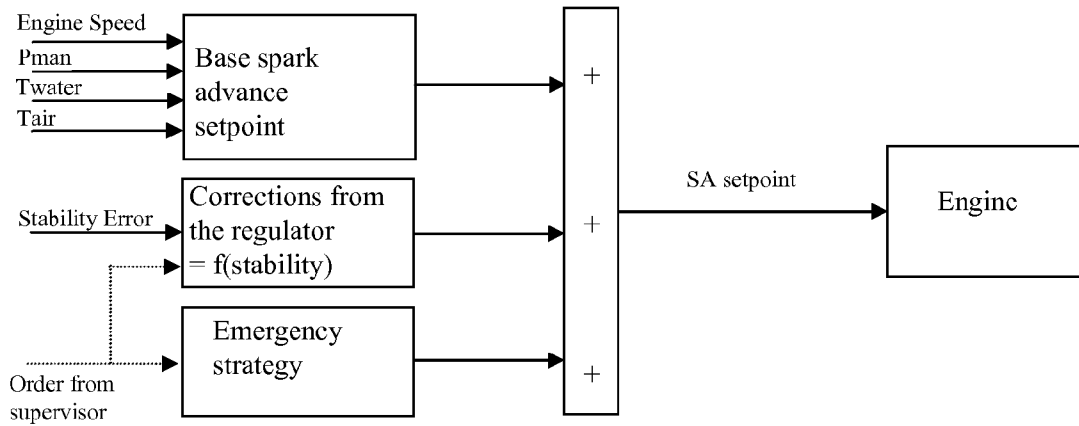 Engine Speed
Pman
Twater
Tair
Base spark
advance
setpoint
+
Stability Error
Corrections from
the regulator
= f(stability)
+
SA setpoint
Engine
Emergency
strategy
+
Order from
supervisor